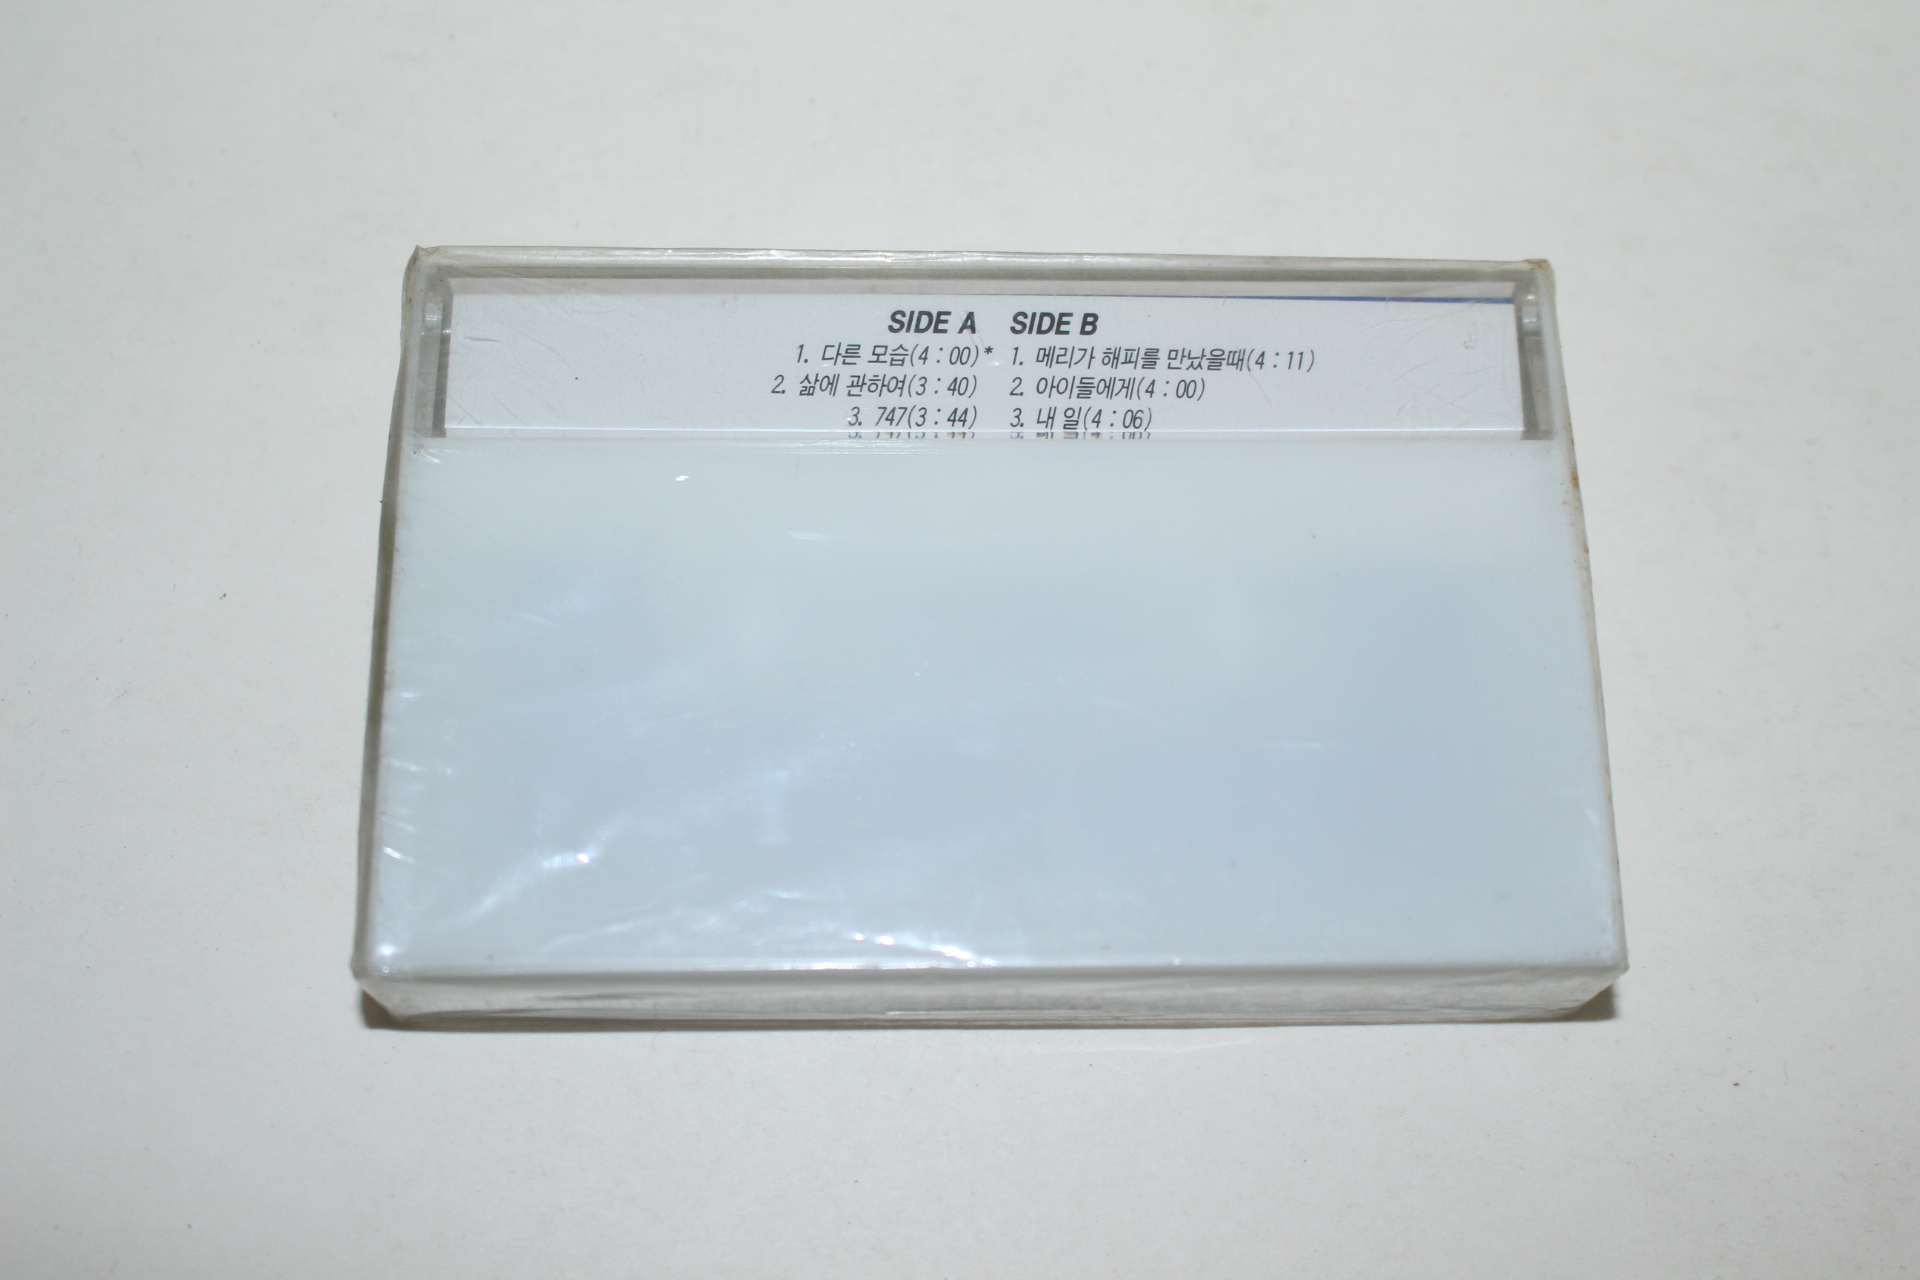 SIDE A SIDE B
1. 다른 모습(4 : 00)* 1. 메리가 해피를 만났을때(4 : 11)
2. 삶에 관하여(3 : 40) 2. 아이들에게(4 : 00)
3. 747(3 : 44) 3. 내 일(4 : 06)